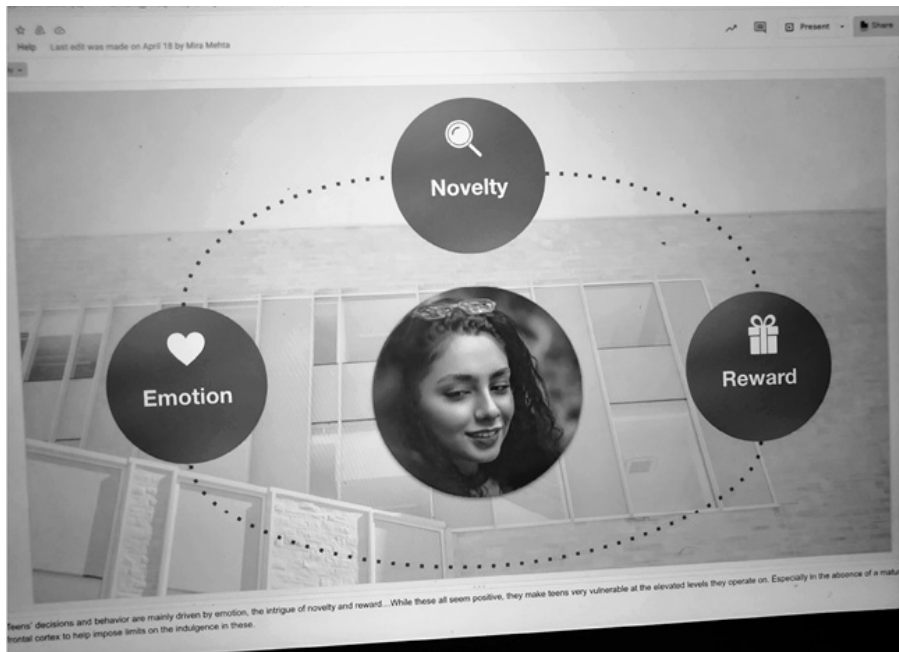 Help Last edit was made on April 18 by Mira Mehta
Present
Share
Novelty
Emotion
Reward
Teens' decisions and behavior are mainly driven by emotion, the intrigue of novelty and reward...While these all seem positive, they make teens very vulnerable at the elevated levels they operate on. Especially in the absence of a
frontal cortex to help impose limits on the indulgence in these.